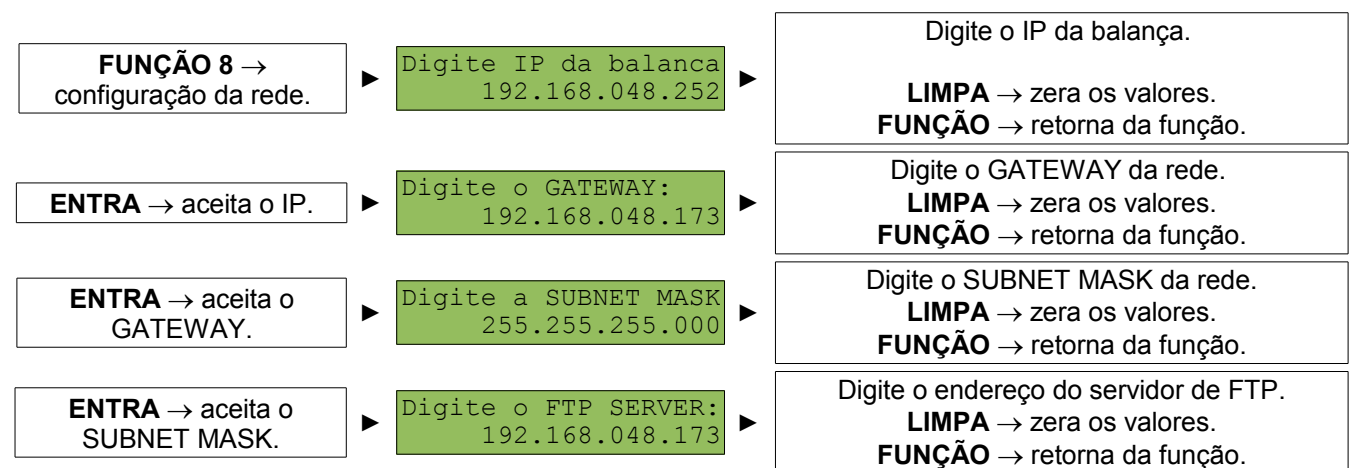 FUNÇÃO 8 →
configuração da rede.
►
Digite IP da balanca
192.168.048.252
►
Digite o IP da balança.
LIMPA → zera os valores.
FUNÇÃO → retorna da função.
ENTRA → aceita o IP.
►
Digite o GATEWAY:
192.168.048.173
►
Digite o GATEWAY da rede.
LIMPA → zera os valores.
FUNÇÃO → retorna da função.
ENTRA → aceita o
GATEWAY.
►
Digite a SUBNET MASK
255.255.255.000
►
Digite o SUBNET MASK da rede.
LIMPA → zera os valores.
FUNÇÃO → retorna da função.
ENTRA → aceita o
SUBNET MASK.
►
Digite o FTP SERVER:
192.168.048.173
►
Digite o endereço do servidor de FTP.
LIMPA → zera os valores.
FUNÇÃO → retorna da função.